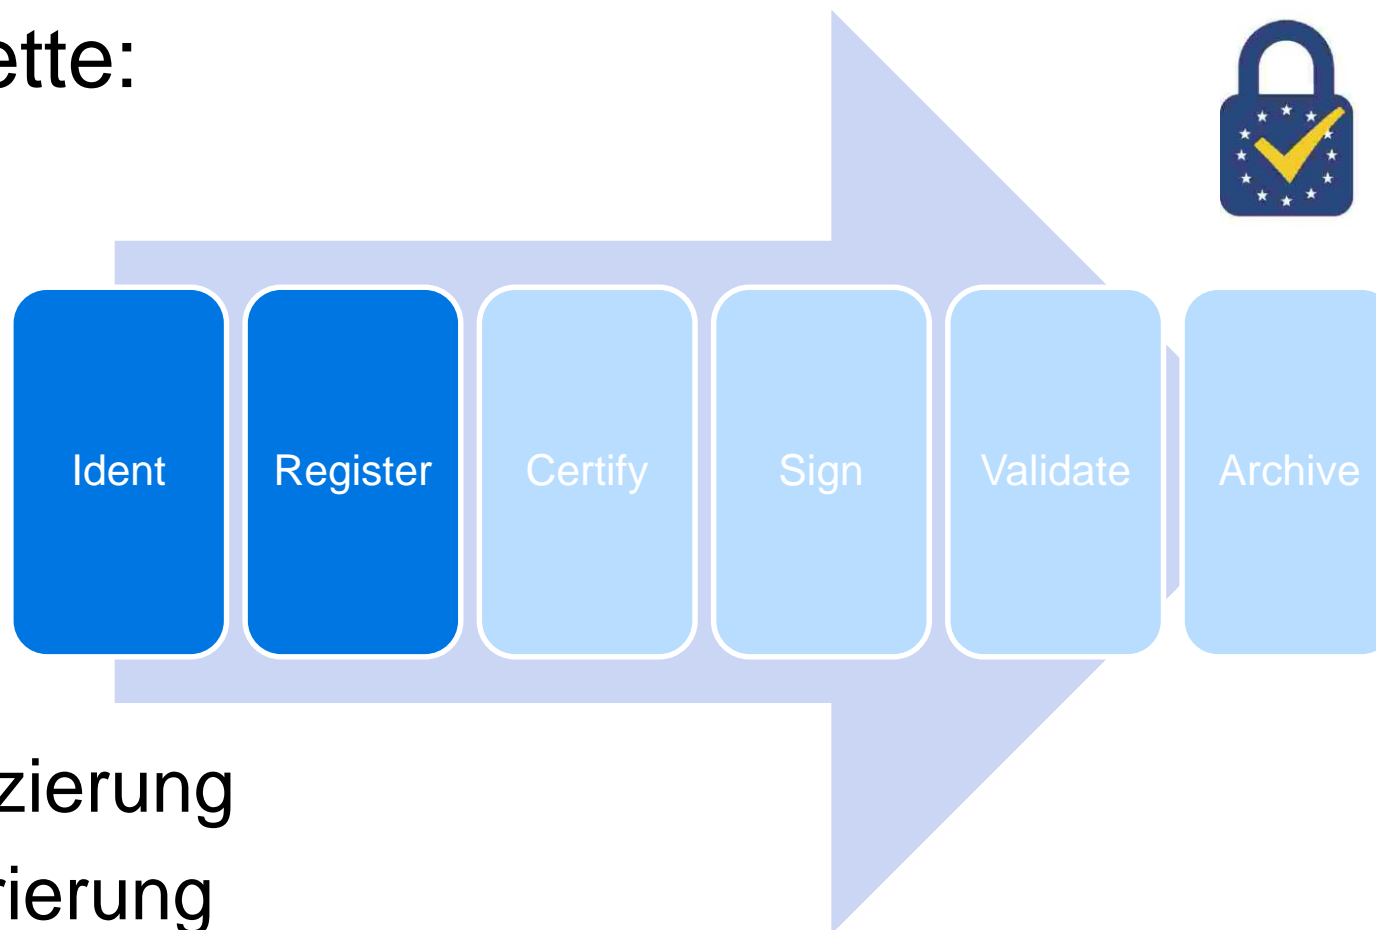 ette:
Ident
Register
Certify
Sign
Validate
Archive
zierung
rierung